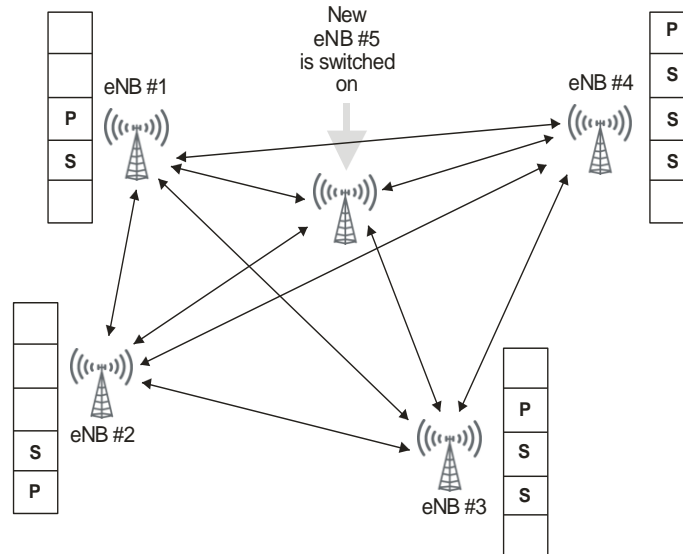 New
eNB #5
is switched
on
eNB #1
P
S
eNB #4
P
S
S
S
eNB #2
S
P
eNB #3
P
S
S